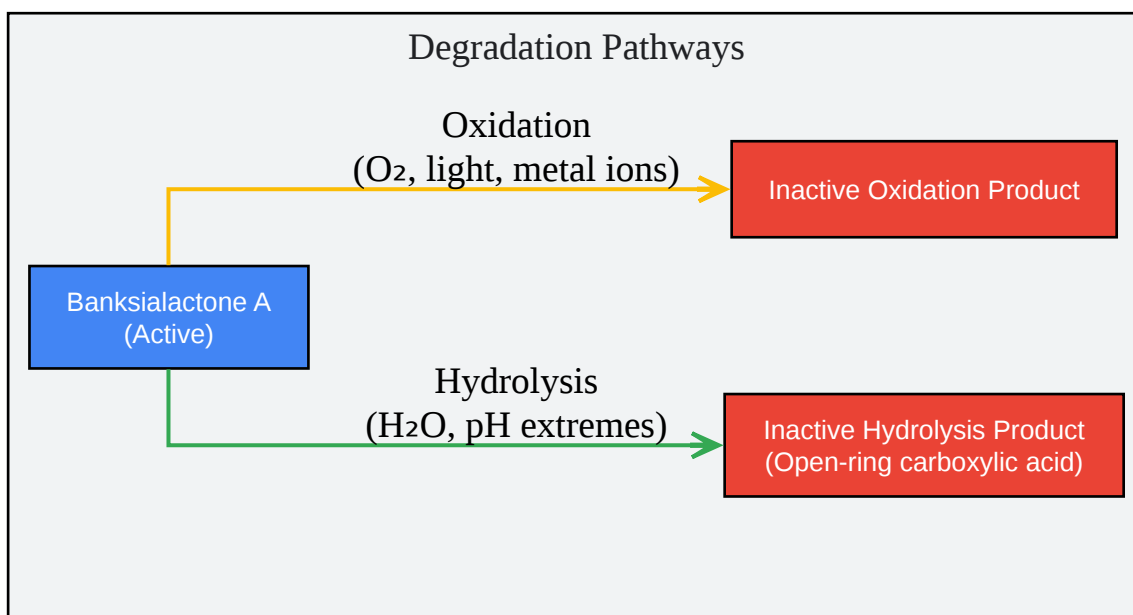 Degradation Pathways
Oxidation
(O₂, light, metal ions)
Inactive Oxidation Product
Banksialactone A
(Active)
Hydrolysis
(H₂O, pH extremes)
Inactive Hydrolysis Product
(Open-ring carboxylic acid)